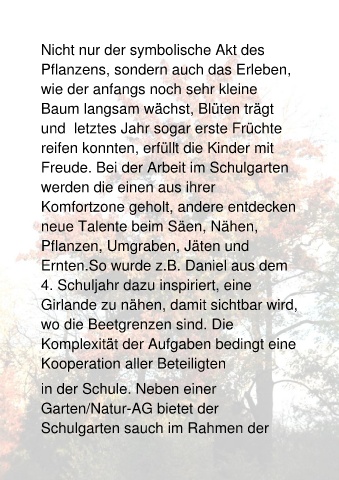 Nicht nur der symbolische Akt des
Pflanzens, sondern auch das Erleben,
wie der anfangs noch sehr kleine
Baum langsam wächst, Blüten trägt
und  letztes Jahr sogar erste Früchte
reifen konnten, erfüllt die Kinder mit
Freude. Bei der Arbeit im Schulgarten
werden die einen aus ihrer
Komfortzone geholt, andere entdecken
neue Talente beim Säen, Nähen,
Pflanzen, Umgraben, Jäten und
Ernten.So wurde z.B. Daniel aus dem
4. Schuljahr dazu inspiriert, eine
Girlande zu nähen, damit sichtbar wird,
wo die Beetgrenzen sind. Die
Komplexität der Aufgaben bedingt eine
Kooperation aller Beteiligten
in der Schule. Neben einer
Garten/Natur-AG bietet der
Schulgarten sauch im Rahmen der